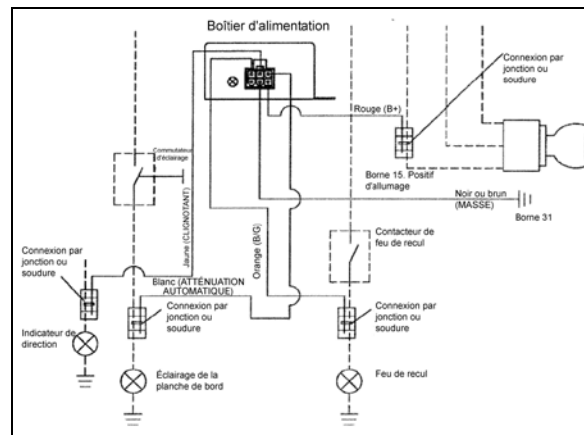 Boîtier d'alimentation
Connexion par
jonction ou
soudure
Rouge (B+)
Commutateur
d'éclairage
Borne 15. Positif
d'allumage
Noir ou brun
(MASSE)
Borne 31
Jaune (CLIGNOTANT)
Orange (B/G)
Contacteur de
feu de recul
Connexion par
jonction ou
soudure
Blanc (ATTÉNUATION
AUTOMATIQUE)
Connexion par
jonction ou
soudure
Connexion par
jonction ou
soudure
Indicateur de
direction
Éclairage de la
planche de bord
Feu de recul